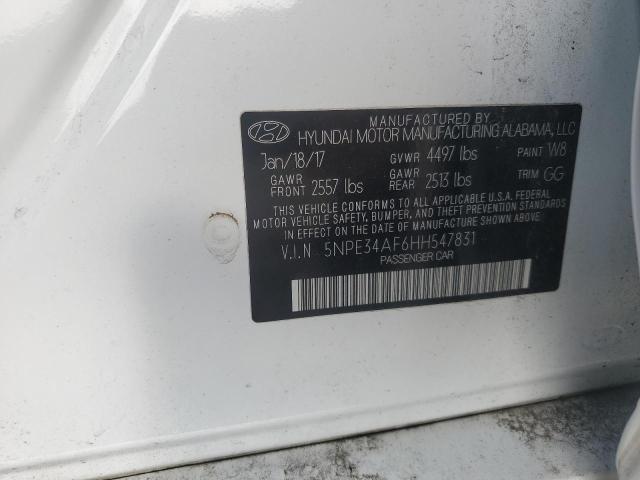 MANUFACTURED BY
HYUNDAI MOTOR MANUFACTURING ALABAMA, LLC
Jan/18/17 GVWR 4497 lbs PAINT W8
GAWR FRONT 2557 lbs GAWR REAR 2513 lbs TRIM GG
THIS VEHICLE CONFORMS TO ALL APPLICABLE U.S.A. FEDERAL
MOTOR VEHICLE SAFETY, BUMPER, AND THEFT PREVENTION
STANDARDS IN EFFECT ON THE DATE OF MANUFACTURE SHOWN ABOVE.
V.I.N 5NPE34AF6HH547831
PASSENGER CAR